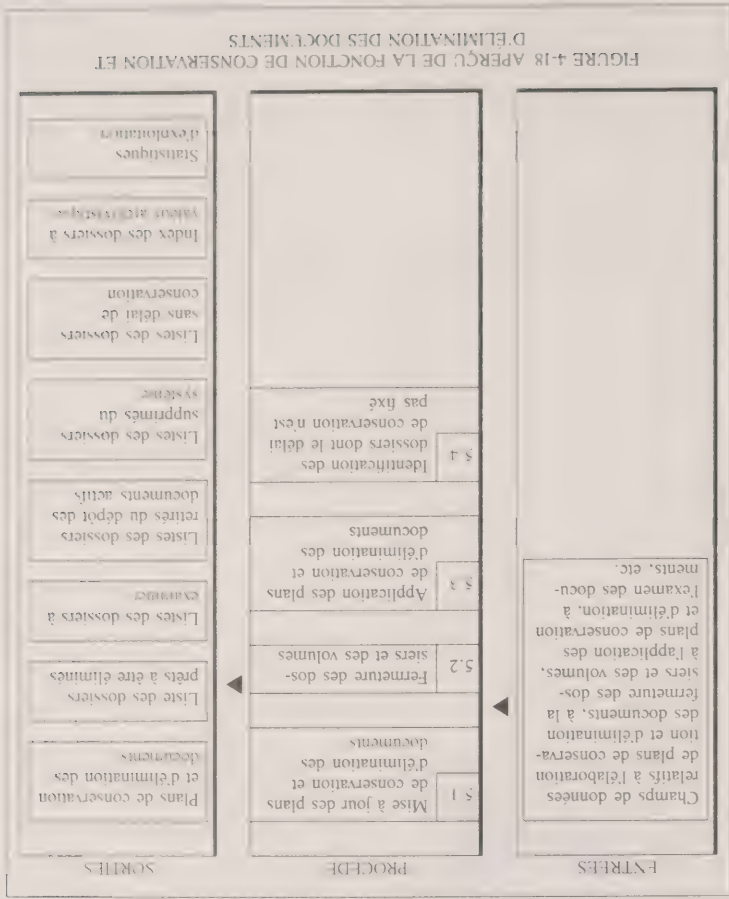 ENTRÉES
Champs de données
relatifs à l'élaboration
de plans de conserva-
tion et d'élimination
des documents, à la
fermeture des dos-
siers et des volumes,
à l'application des
plans de conservation
et d'élimination, à
l'examen des docu-
ments, etc.
PROCÉDÉ
5.1
Mise à jour des plans
de conservation et
d'élimination des
documents
5.2
Fermeture des dos-
siers et des volumes
5.3
Application des plans
de conservation et
d'élimination des
documents
5.4
Identification des
dossiers dont le délai
de conservation n'est
pas fixé
SORTIES
Plans de conservation
et d'élimination des
documents
Liste des dossiers
prêts à être éliminés
Listes des dossiers à
examiner
Listes des dossiers
retirés du dépôt des
documents actifs
Listes des dossiers
supprimés du
système
Listes des dossiers
sans délai de
conservation
Index des dossiers à
valeur archivistique
Statistiques
d'exploitation
FIGURE 4-18 APERÇU DE LA FONCTION DE CONSERVATION ET
D'ÉLIMINATION DES DOCUMENTS